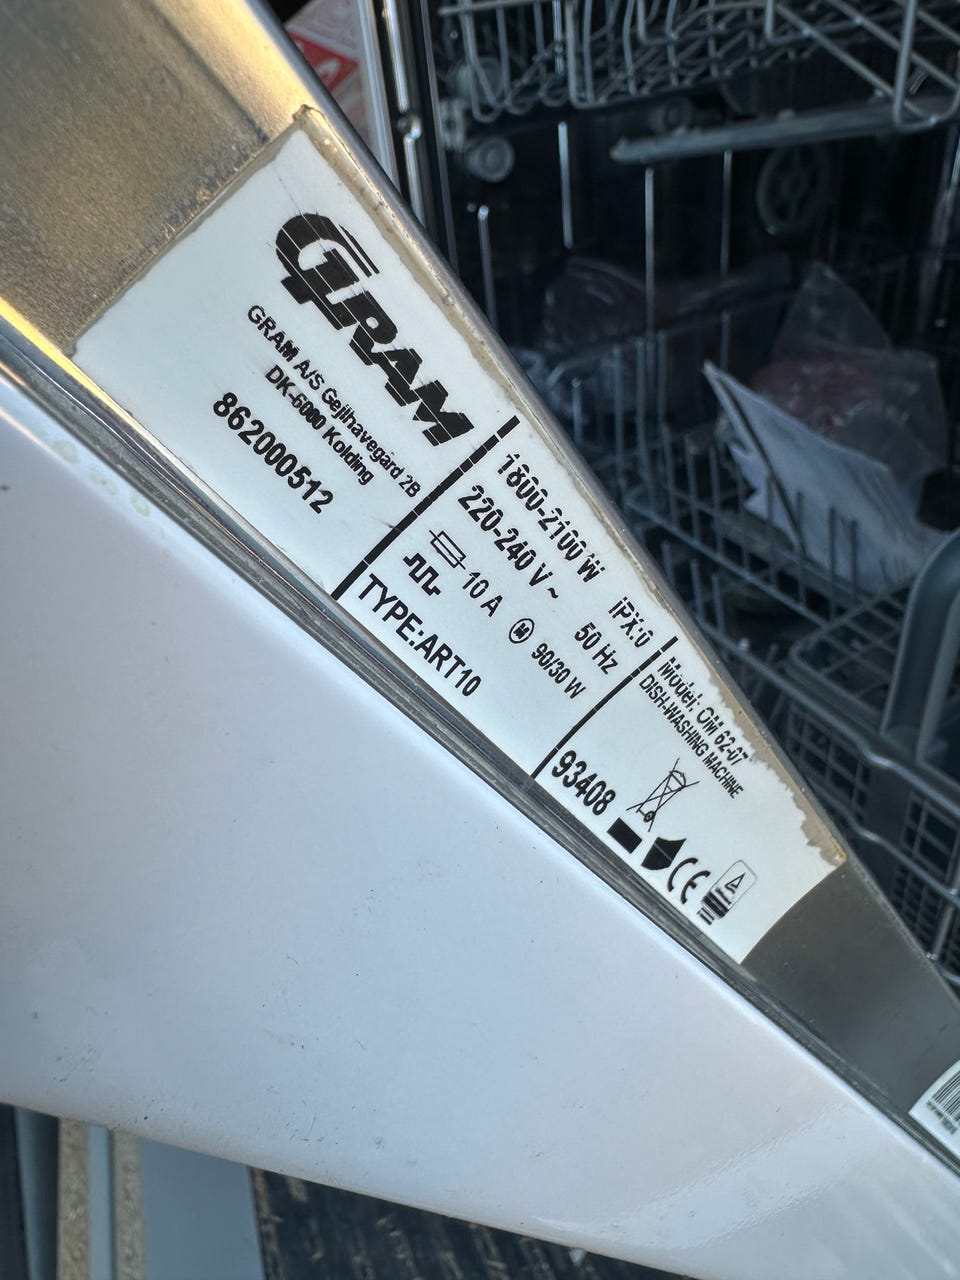 GRAM
GRAM A/S Gejlhavegård 2B
DK-6000 Kolding
862000512
1800-2100 W
220-240 V ~
10 A
TYPE:ART10
IPX:0
50 Hz
M 90/30 W
Model: OM 62-07
DISH-WASHING MACHINE
93408
CE